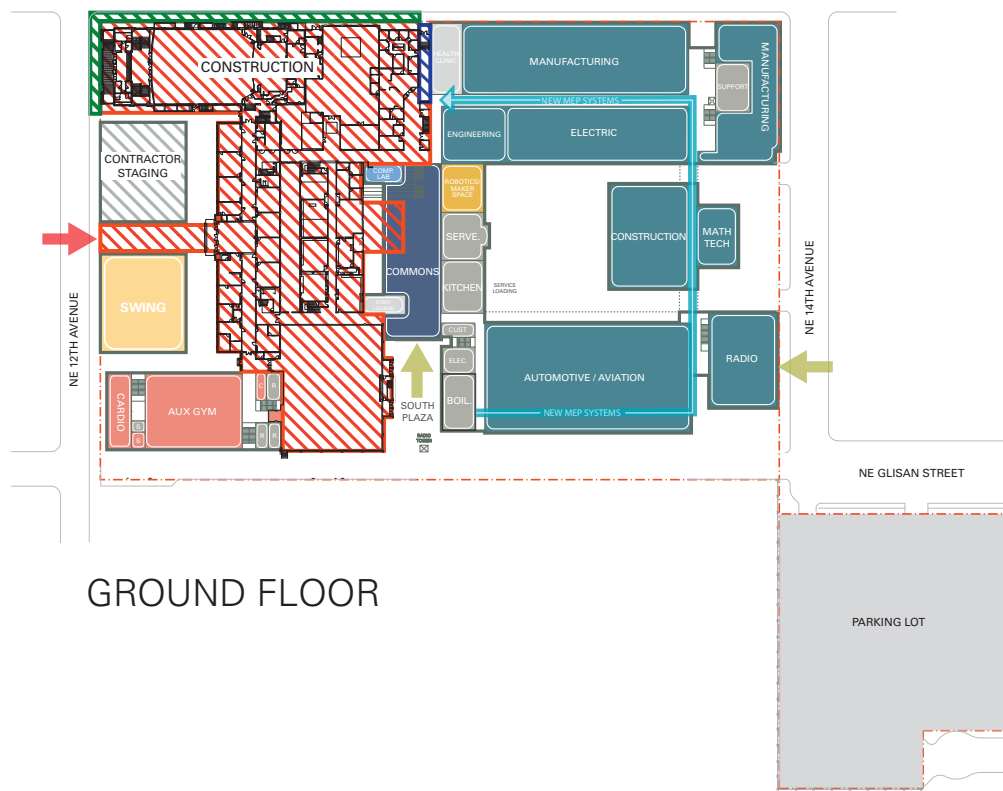 CONSTRUCTION
HEALTH
CLINIC
MANUFACTURING
MANUFACTURING
SUPPORT
NEW MEP SYSTEMS
ENGINEERING
ELECTRIC
CONTRACTOR
STAGING
COMP
LAB
ROBOTICS/
MAKER
SPACE
SERVE.
CONSTRUCTION
MATH
TECH
COMMONS
KITCHEN
SERVICE
LOADING
SWING
NE 12TH AVENUE
NE 14TH AVENUE
CUST.
ELEC.
BOIL.
AUTOMOTIVE / AVIATION
RADIO
CARDIO
S
S
AUX GYM
C
R
R
R
SOUTH
PLAZA
RADIO
TOWER
NEW MEP SYSTEMS
NE GLISAN STREET
GROUND FLOOR
PARKING LOT